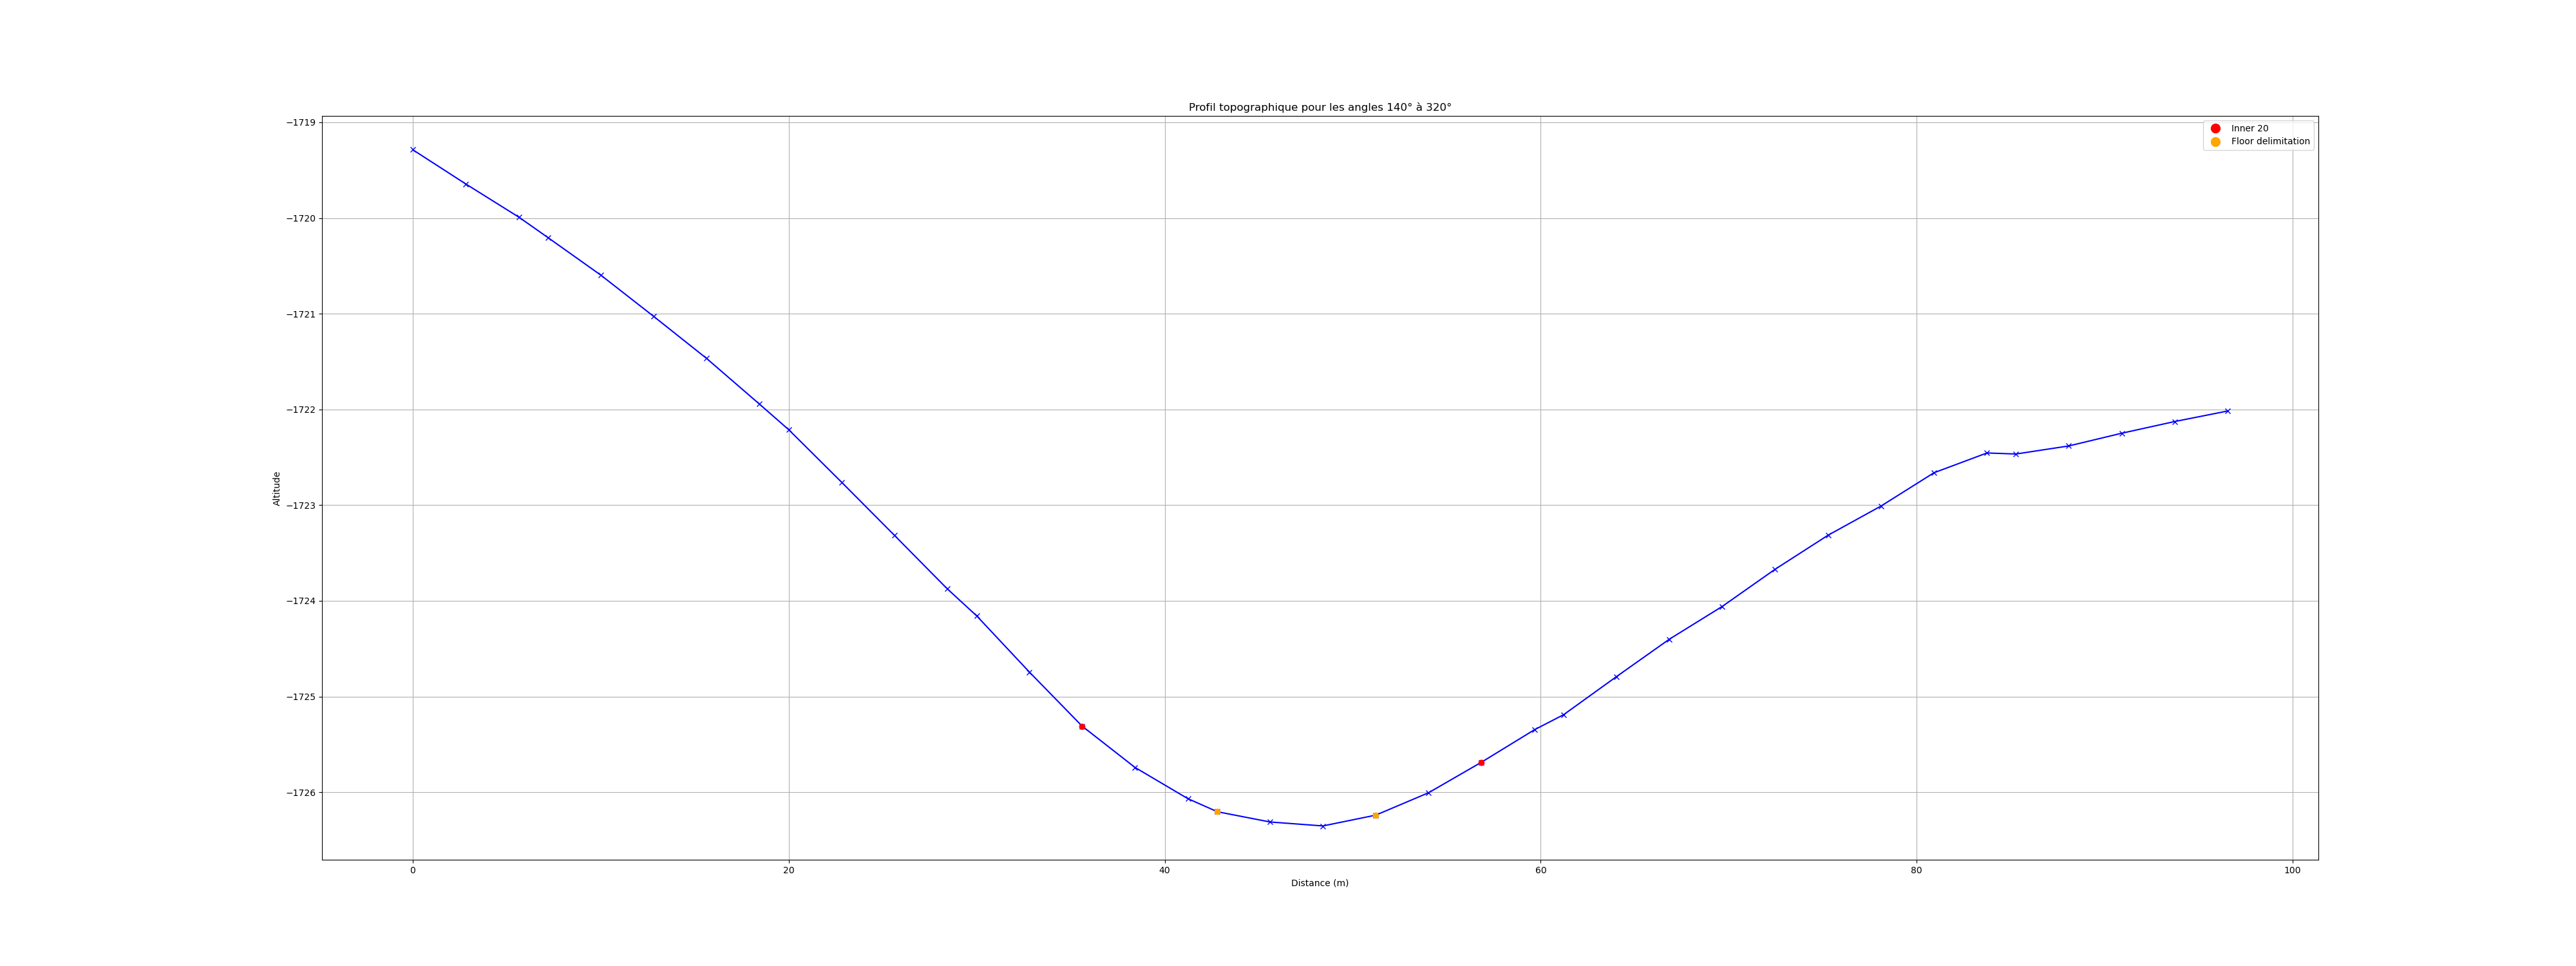 Profil topographique pour les angles 140° à 320°
Inner 20
Floor delimitation
Altitude
−1719
−1720
−1721
−1722
−1723
−1724
−1725
−1726
0
20
40
60
80
100
Distance (m)